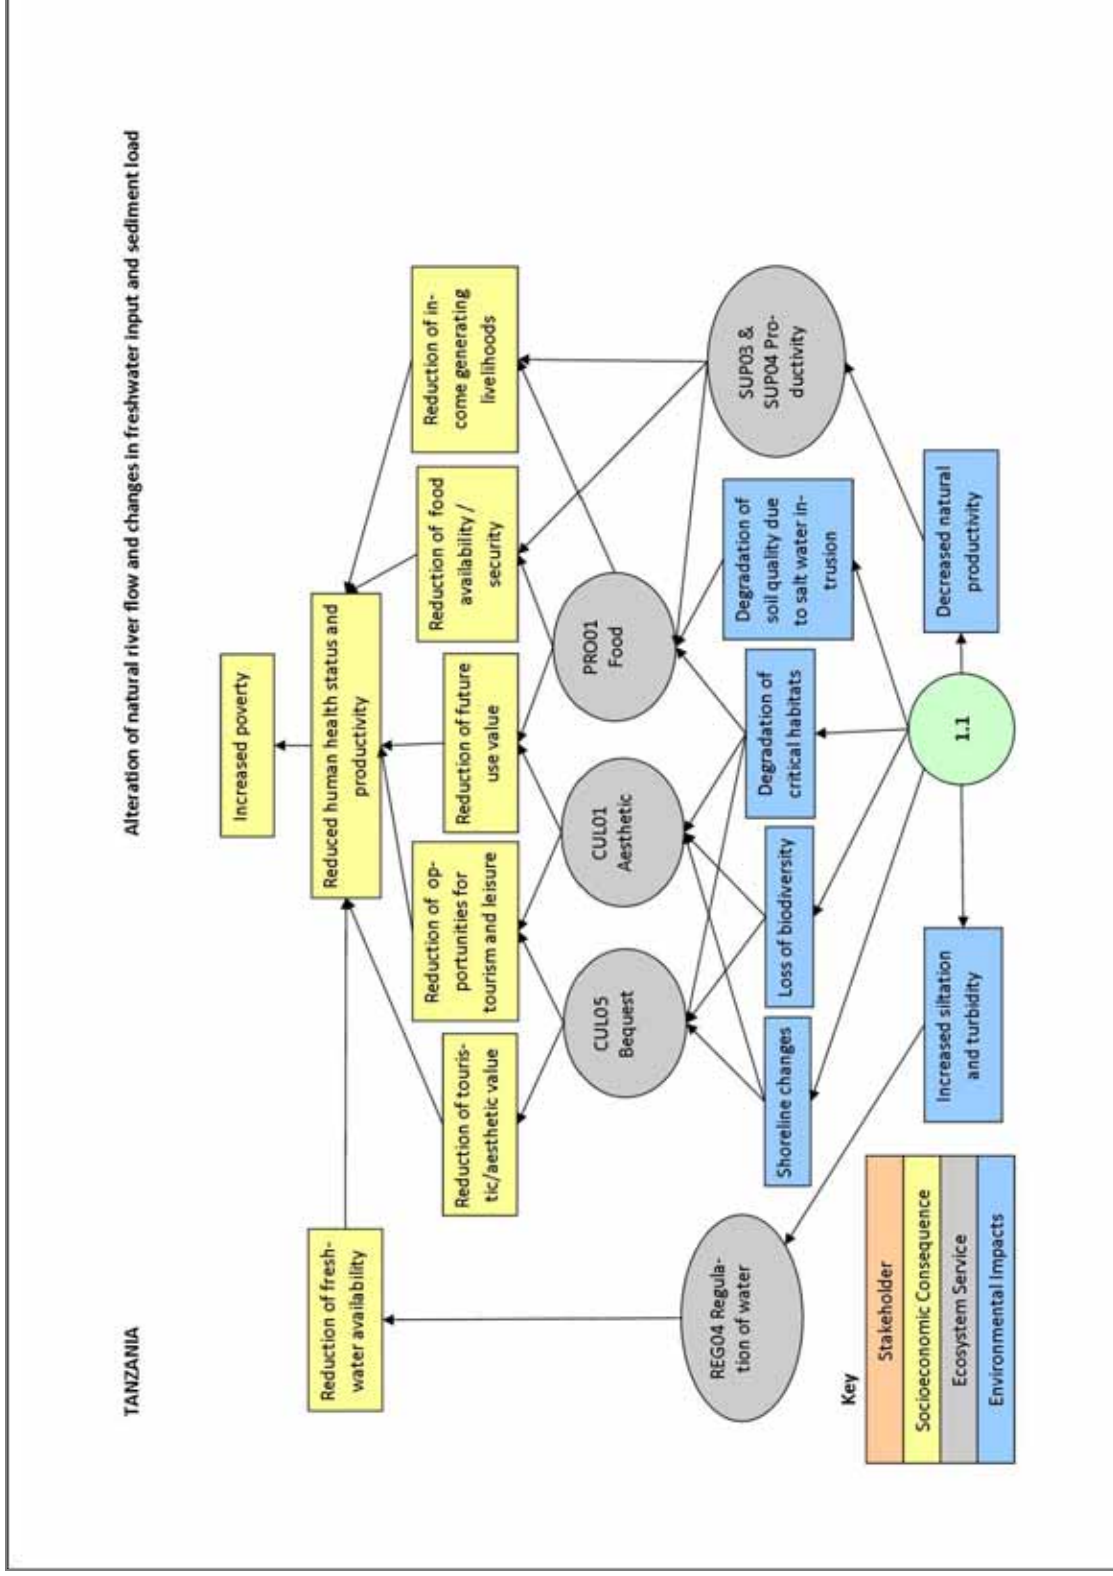 TANZANIA
Alteration of natural river flow and changes in freshwater input and sediment load
Increased poverty
Reduction of fresh-
water availability
Reduced human health status and
productivity
Reduction of touris-
tic/aesthetic value
Reduction of op-
portunities for
tourism and leisure
Reduction of future
use value
Reduction of food
availability /
security
Reduction of in-
come generating
livelihoods
CUL05
Bequest
CUL01
Aesthetic
PRO01
Food
REG04 Regula-
tion of water
SUP03 &
SUP04 Pro-
ductivity
Shoreline changes
Loss of biodiversity
Degradation of
critical habitats
Degradation of
soil quality due
to salt water in-
trusion
Increased siltation
and turbidity
1.1
Decreased natural
productivity
Key
Stakeholder
Socioeconomic Consequence
Ecosystem Service
Environmental Impacts